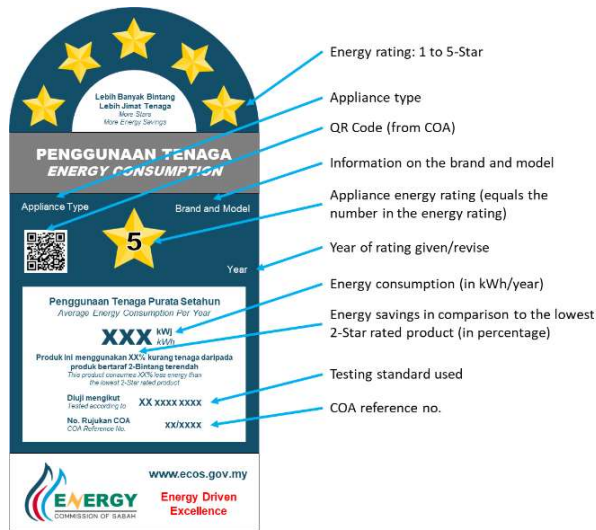 Lebih Banyak Bintang
Lebih Jimat Tenaga
More Stars
More Energy Savings
PENGGUNAAN TENAGA
ENERGY CONSUMPTION
Appliance Type
Brand and Model
5
Year
Penggunaan Tenaga Purata Setahun
Average Energy Consumption Per Year
XXX kWj
kWh
Produk ini menggunakan XX% kurang tenaga daripada
produk bertaraf 2-Bintang terendah
This product consumes XX% less energy than
the lowest 2-Star rated product
Diuji mengikut
Tested according to
XX xxxx xxxx
No. Rujukan COA
COA Reference No.
xx/xxxx
ENERGY
COMMISSION OF SABAH
www.ecos.gov.my
Energy Driven
Excellence
Energy rating: 1 to 5-Star
Appliance type
QR Code (from COA)
Information on the brand and model
Appliance energy rating (equals the
number in the energy rating)
Year of rating given/revise
Energy consumption (in kWh/year)
Energy savings in comparison to the lowest
2-Star rated product (in percentage)
Testing standard used
COA reference no.